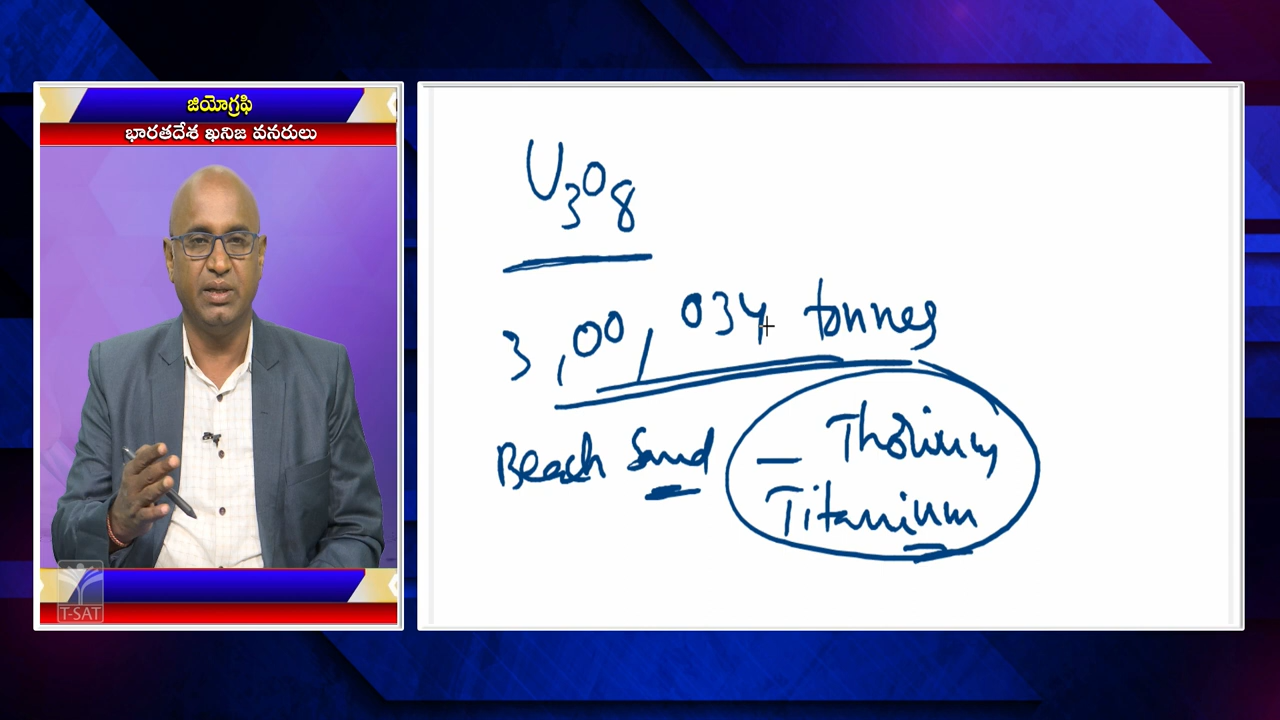 జియోగ్రఫి
భారతదేశ ఖనిజ వనరులు
U3O8
3,00,034 tonnes
Beach Sand – Thorium
Titanium
T-SAT